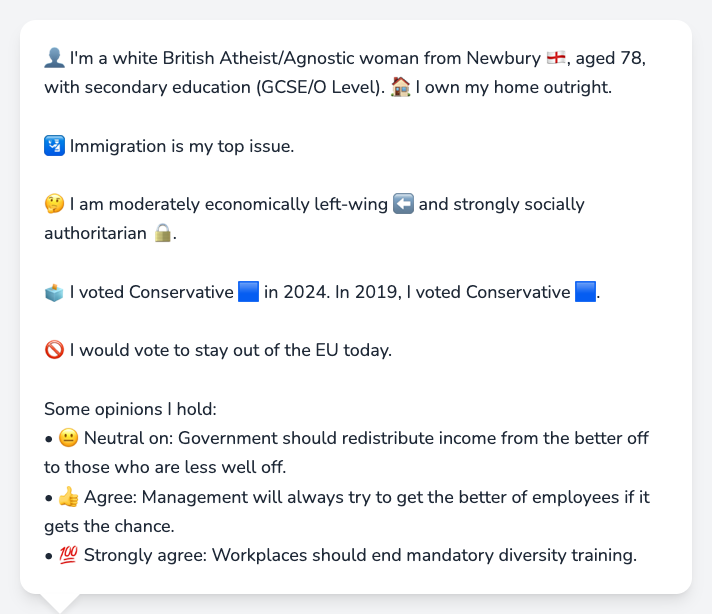 👤 I'm a white British Atheist/Agnostic woman from Newbury 🏴󠁧󠁢󠁥󠁮󠁧󠁿, aged 78,
with secondary education (GCSE/O Level). 🏠 I own my home outright.
🛂 Immigration is my top issue.
🤔 I am moderately economically left-wing ⬅️ and strongly socially
authoritarian 🔒.
🗳️ I voted Conservative 🟦 in 2024. In 2019, I voted Conservative 🟦.
🚫 I would vote to stay out of the EU today.
Some opinions I hold:
• 😐 Neutral on: Government should redistribute income from the better off
to those who are less well off.
• 👍 Agree: Management will always try to get the better of employees if it
gets the chance.
• 💯 Strongly agree: Workplaces should end mandatory diversity training.